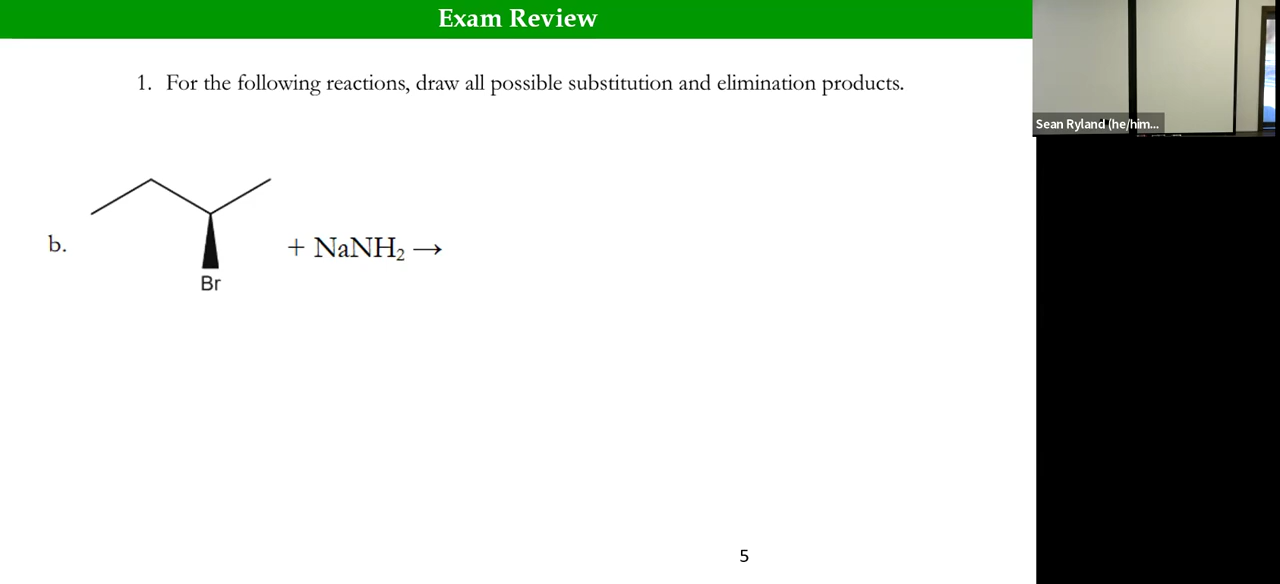 Exam Review
Sean Ryland (he/him...
1. For the following reactions, draw all possible substitution and elimination products.
b.
+ NaNH₂ →
Br
5